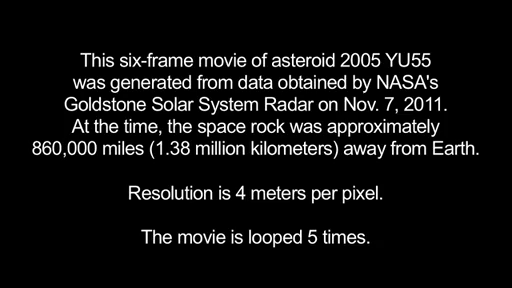 This six-frame movie of asteroid 2005 YU55
was generated from data obtained by NASA's
Goldstone Solar System Radar on Nov. 7, 2011.
At the time, the space rock was approximately
860,000 miles (1.38 million kilometers) away from Earth.
Resolution is 4 meters per pixel.
The movie is looped 5 times.